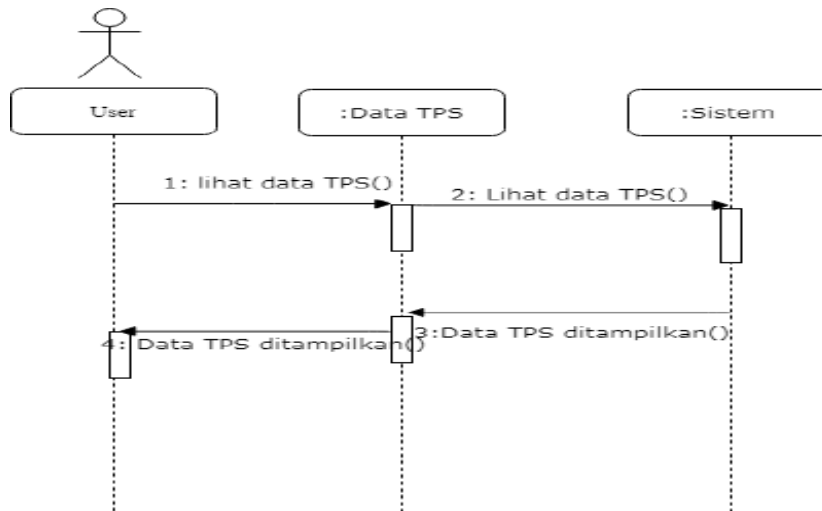 User
:Data TPS
:Sistem
1: lihat data TPS()
2: Lihat data TPS()
3:Data TPS ditampilkan()
4: Data TPS ditampilkan()